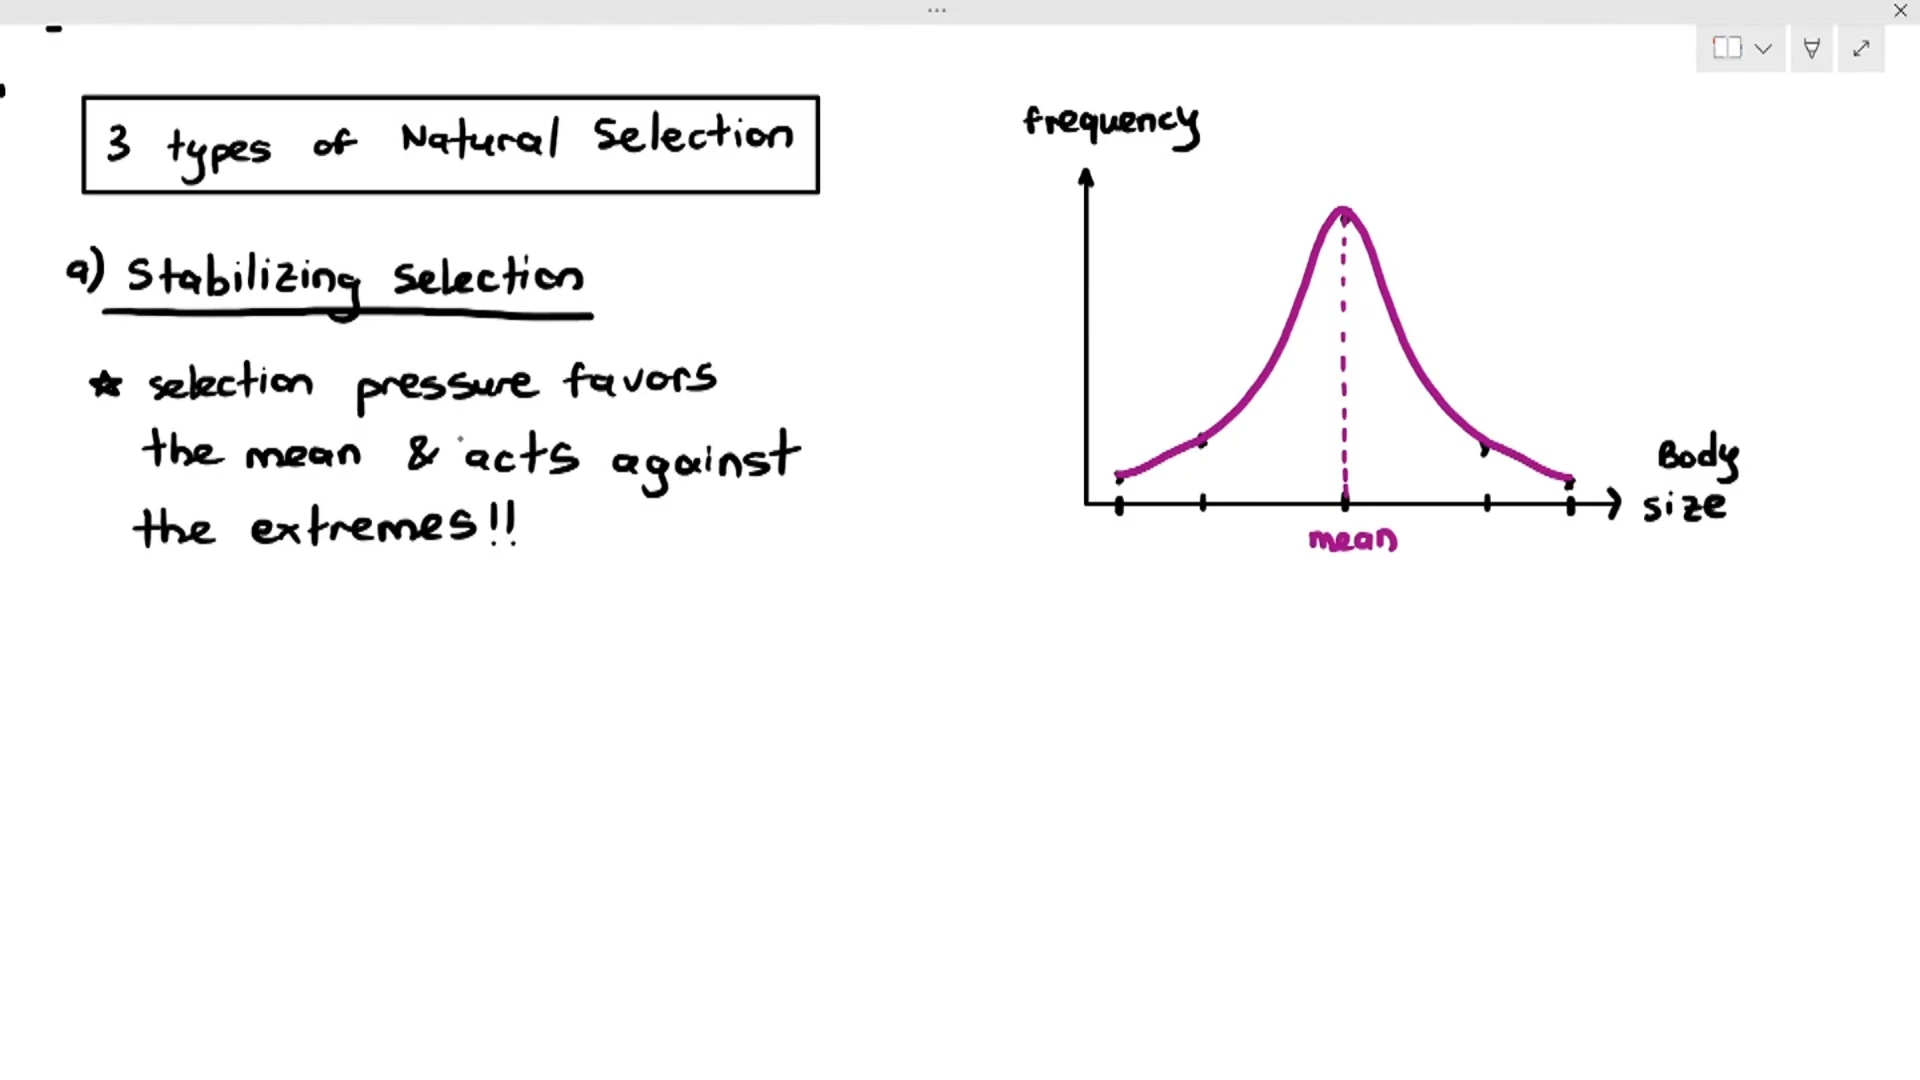 3 types of Natural Selection
a) Stabilizing selection
★ selection pressure favors
the mean & acts against
the extremes!!
frequency
Body
size
mean